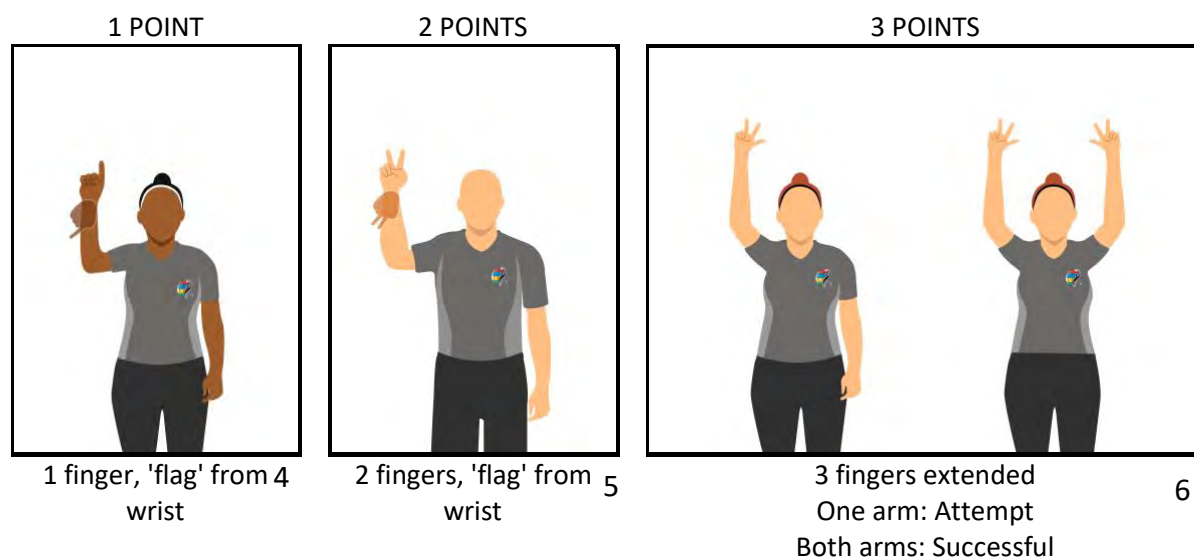 1 POINT
2 POINTS
3 POINTS
1 finger, 'flag' from
wrist
4
2 fingers, 'flag' from
wrist
5
3 fingers extended
One arm: Attempt
Both arms: Successful
6